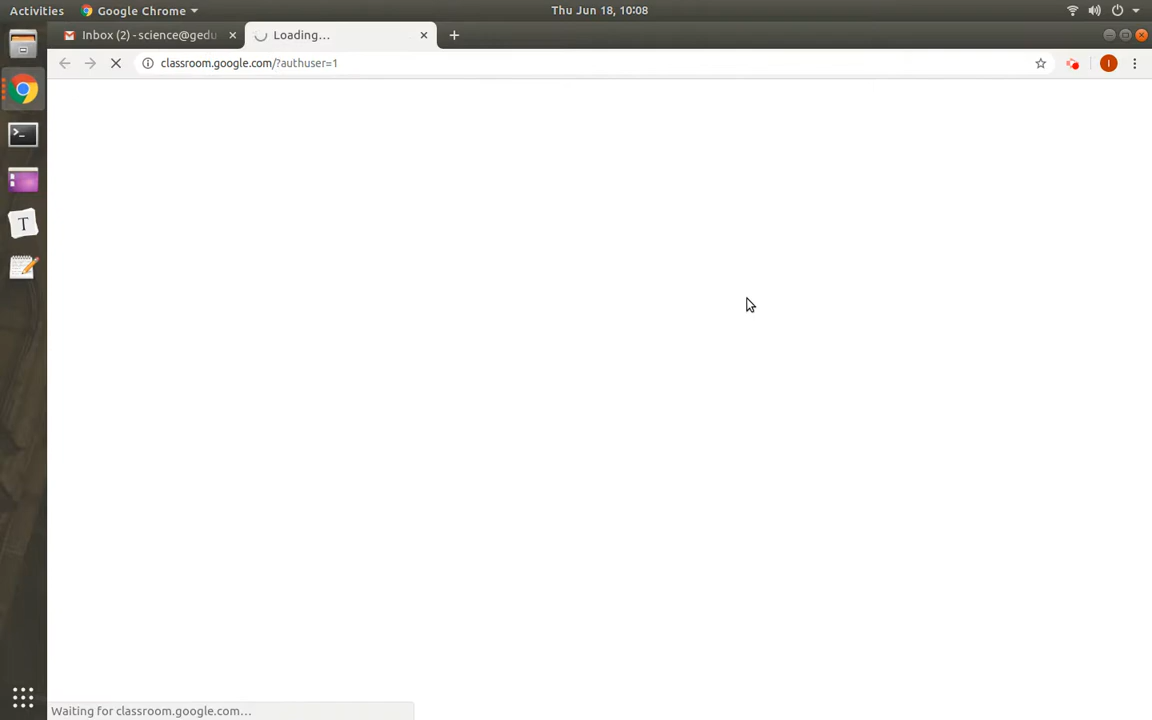 Activities Google Chrome Thu Jun 18, 10:08
Inbox (2) - science@gedu Loading...
classroom.google.com/?authuser=1 I
>_
T
Waiting for classroom.google.com...